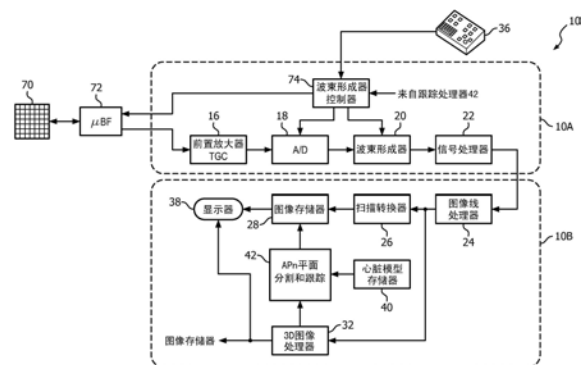 36
10
70
72
μBF
74
波束形成器
控制器
来自跟踪处理器42
16
前置放大器
TGC
18
A/D
20
波束形成器
22
信号处理器
10A
38
显示器
图像存储器
28
扫描转换器
26
图像线
处理器
24
10B
42
APn平面
分割和跟踪
心脏模型
存储器
40
图像存储器
3D图像
处理器
32